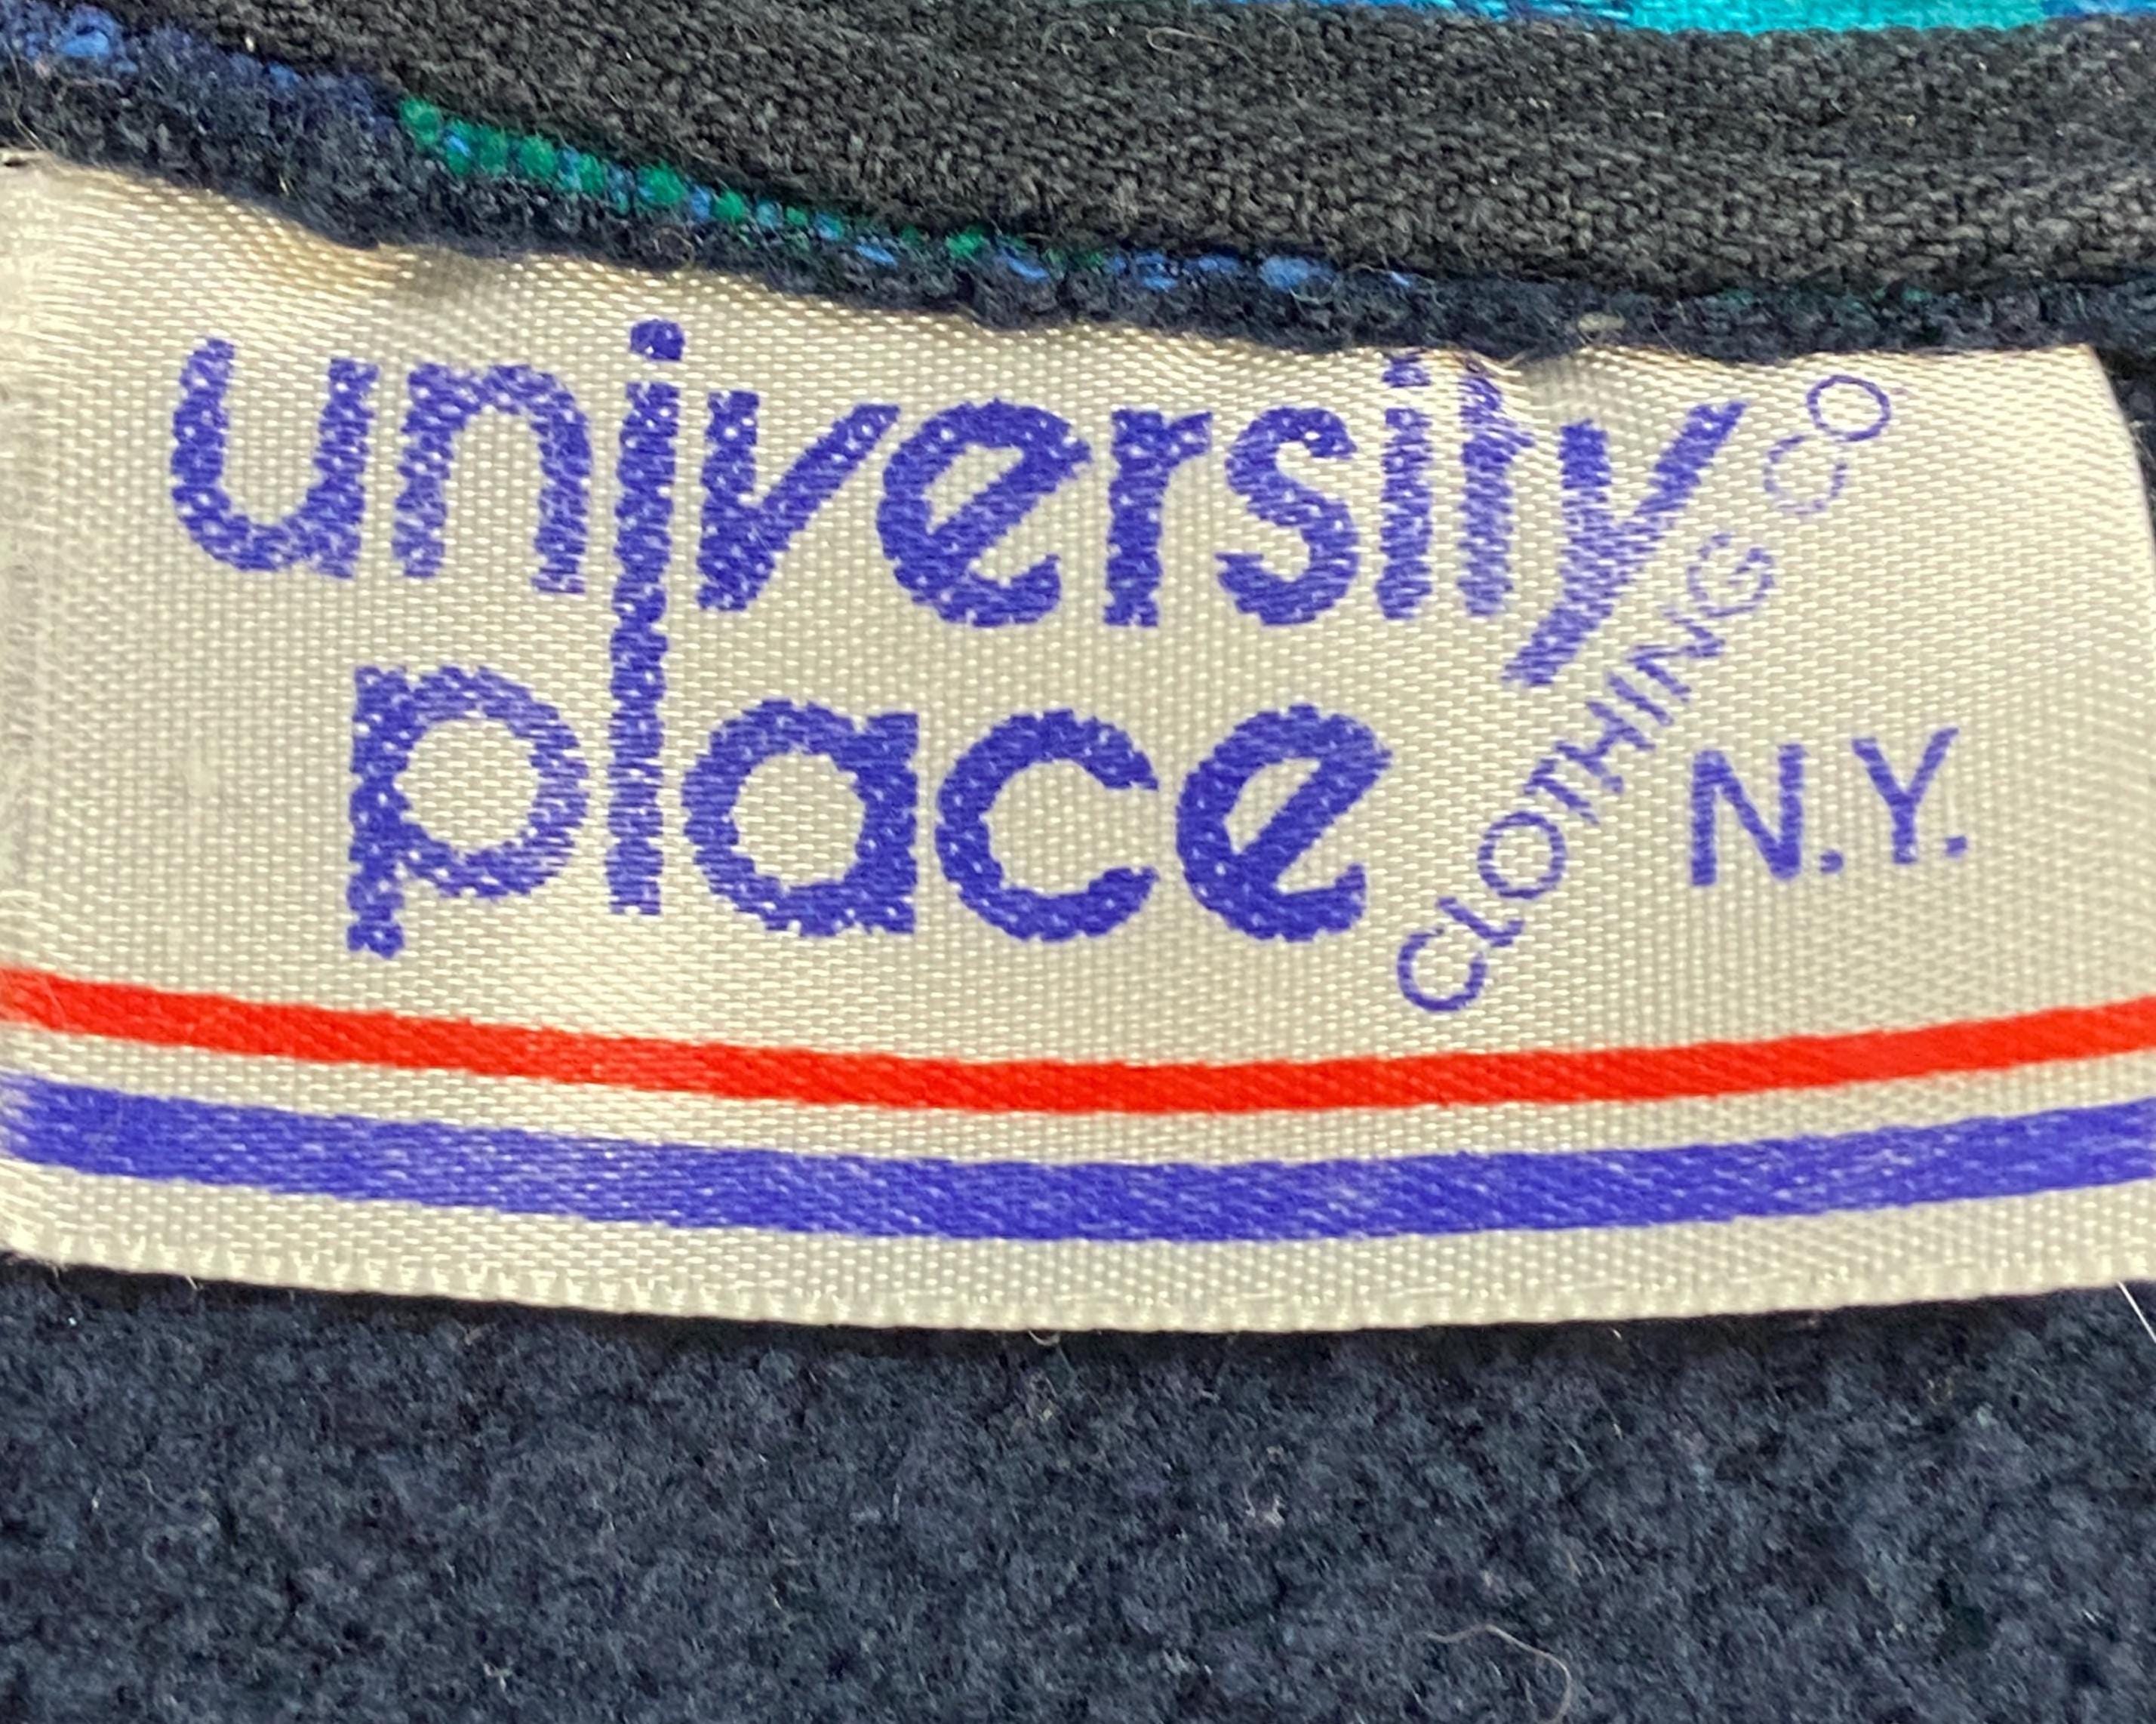 university
place
CLOTHING CO
N.Y.